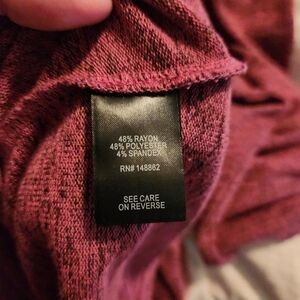 48% RAYON
48% POLYESTER
4% SPANDEX
RN# 148862
SEE CARE
ON REVERSE